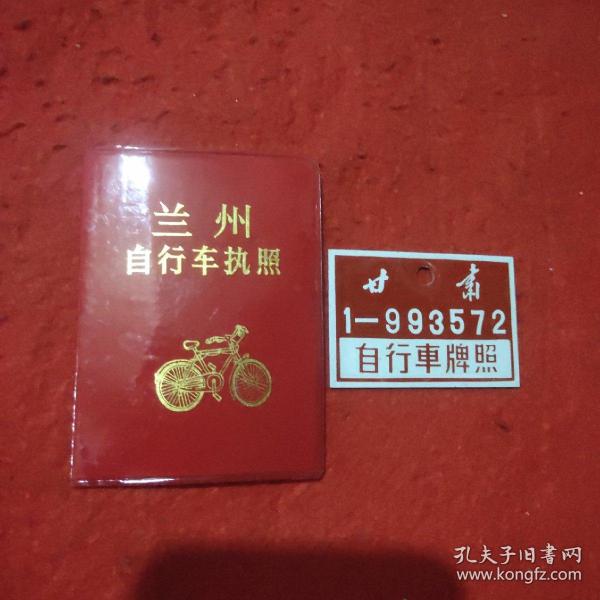 兰州
自行车执照
甘肃
1-993572
自行車牌照
孔夫子旧书网
www.kongfz.com